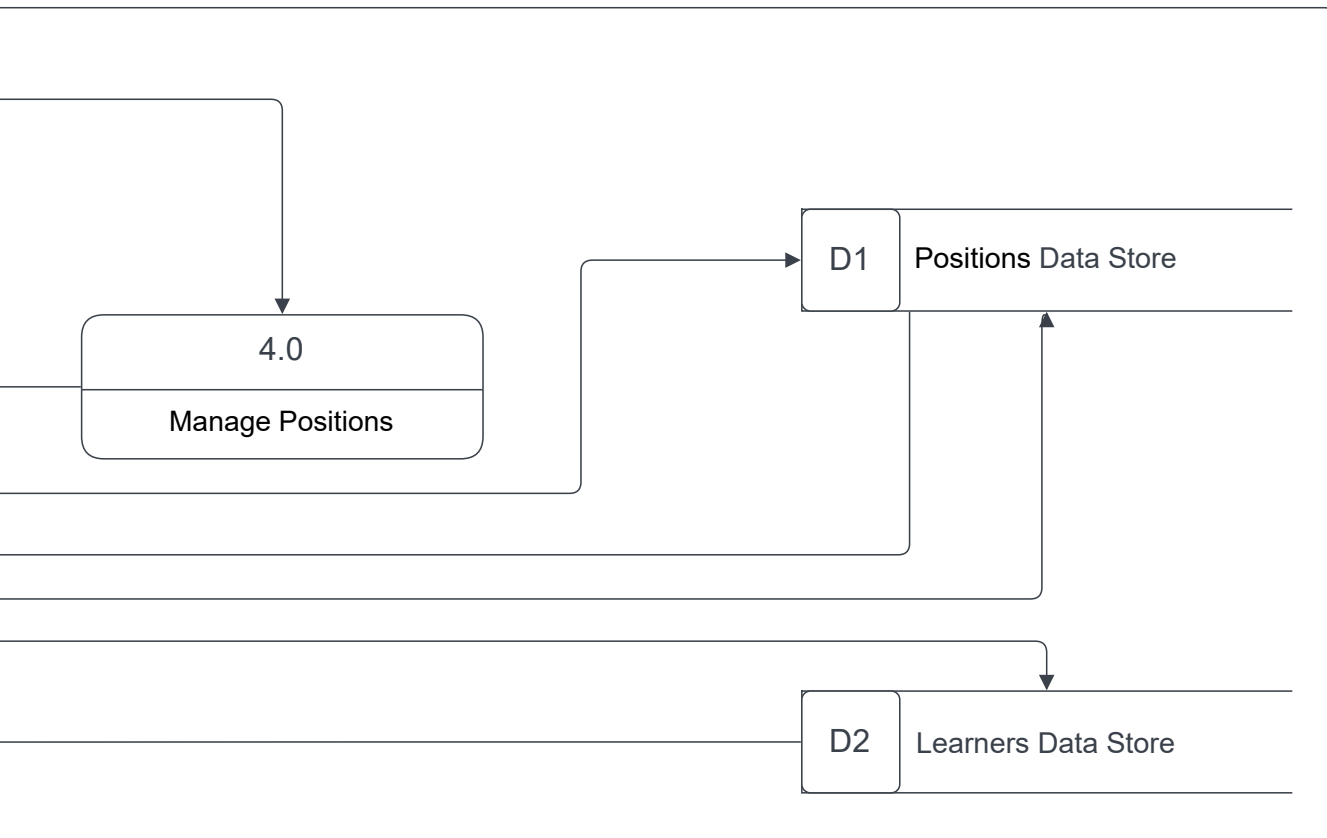 D1
Positions Data Store
4.0
Manage Positions
D2
Learners Data Store